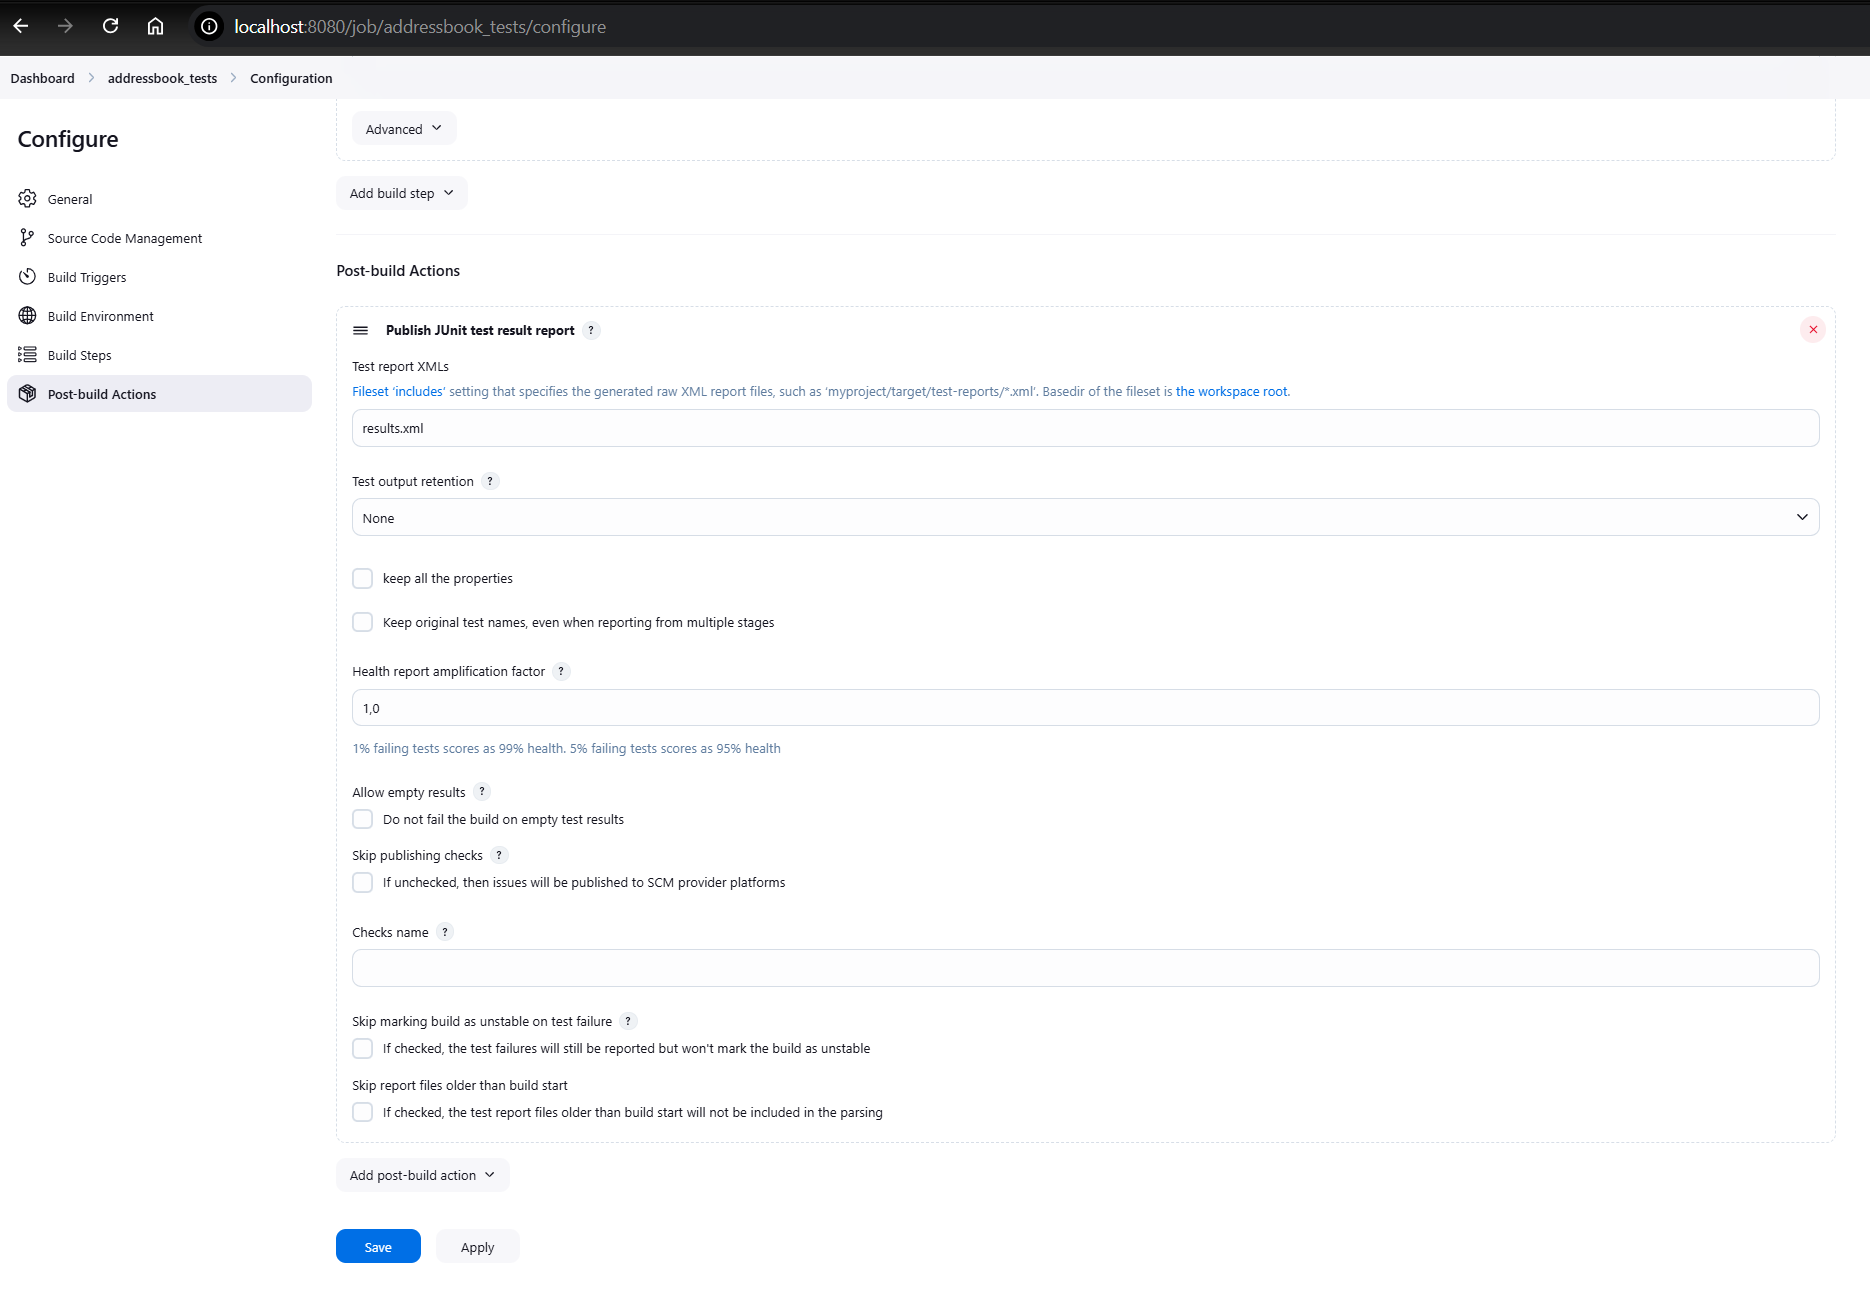 localhost:8080/job/addressbook_tests/configure
Dashboard
addressbook_tests
Configuration
Configure
General
Source Code Management
Build Triggers
Build Environment
Build Steps
Post-build Actions
Advanced
Add build step
Post-build Actions
Publish JUnit test result report ?
Test report XMLs
Fileset ‘includes’ setting that specifies the generated raw XML report files, such as ‘myproject/target/test-reports/*.xml’. Basedir of the fileset is the workspace root.
results.xml
Test output retention ?
None
keep all the properties
Keep original test names, even when reporting from multiple stages
Health report amplification factor ?
1,0
1% failing tests scores as 99% health. 5% failing tests scores as 95% health
Allow empty results ?
Do not fail the build on empty test results
Skip publishing checks ?
If unchecked, then issues will be published to SCM provider platforms
Checks name ?
Skip marking build as unstable on test failure ?
If checked, the test failures will still be reported but won't mark the build as unstable
Skip report files older than build start
If checked, the test report files older than build start will not be included in the parsing
Add post-build action
Save
Apply